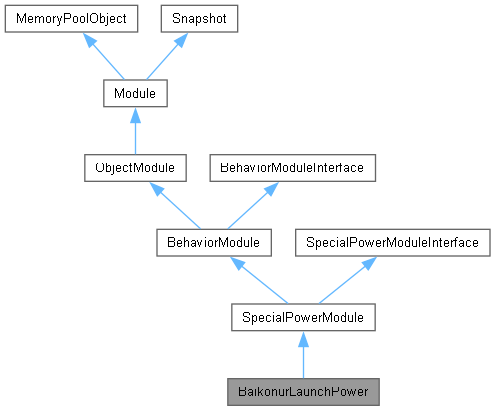 MemoryPoolObject
Snapshot
Module
ObjectModule
BehaviorModuleInterface
BehaviorModule
SpecialPowerModuleInterface
SpecialPowerModule
BaikonurLaunchPower